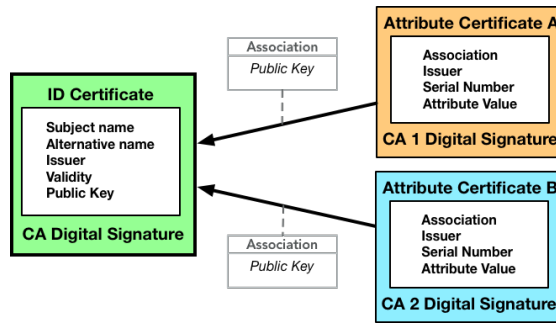 ID Certificate
Subject name
Alternative name
Issuer
Validity
Public Key
CA Digital Signature
Association
Public Key
Association
Public Key
Attribute Certificate A
Association
Issuer
Serial Number
Attribute Value
CA 1 Digital Signature
Attribute Certificate B
Association
Issuer
Serial Number
Attribute Value
CA 2 Digital Signature